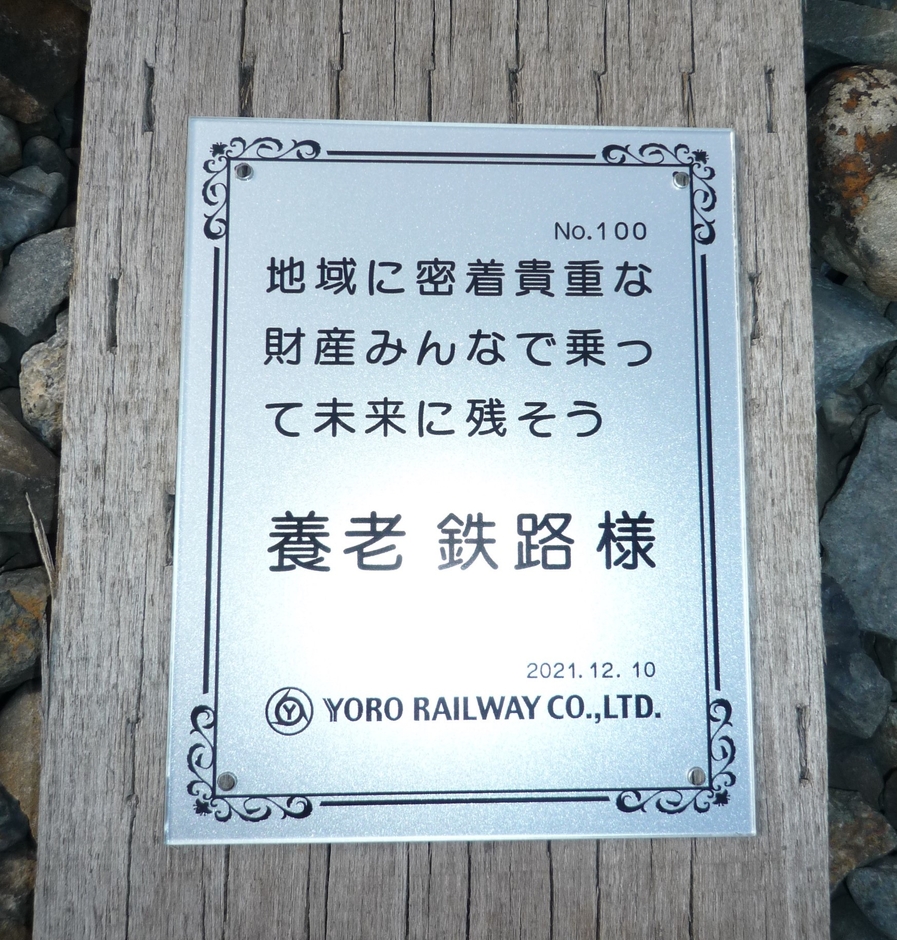 No.100
地域に密着貴重な
財産みんなで乗っ
て未来に残そう
養老 鉄路 様
2021.12.10
Y YORO RAILWAY CO.,LTD.